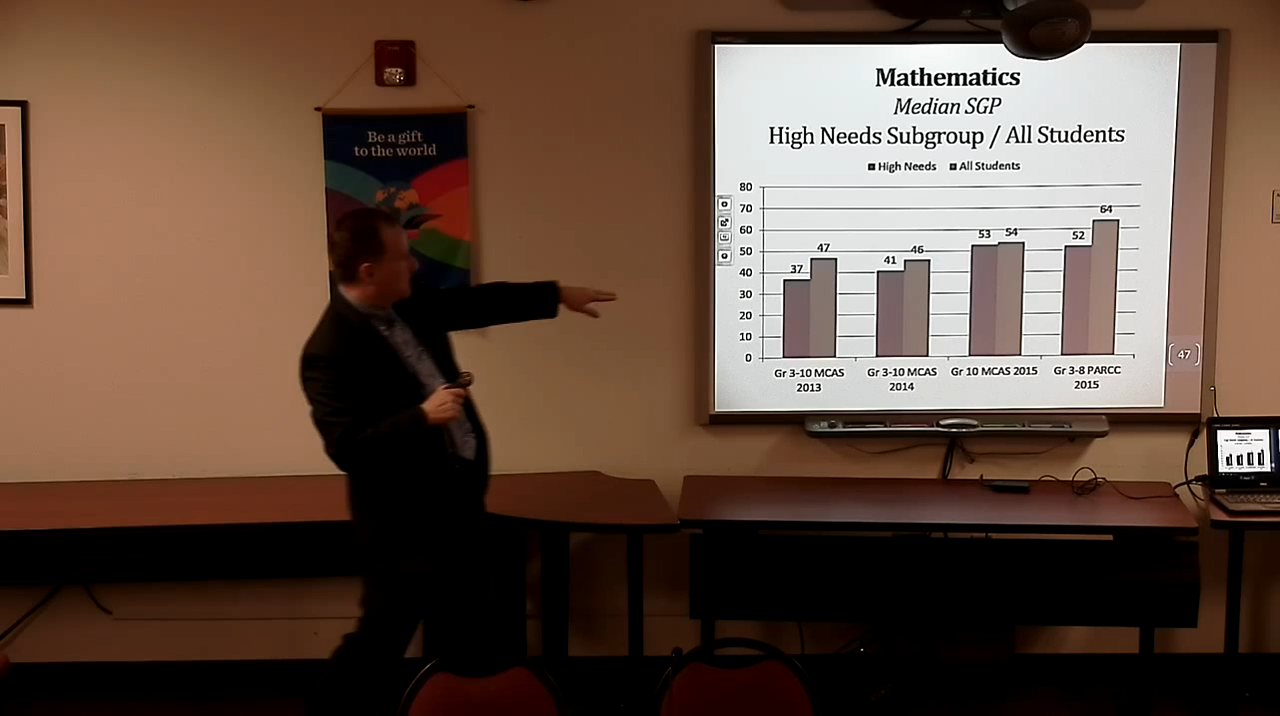 Be a gift
to the world
Mathematics
Median SGP
High Needs Subgroup / All Students
High Needs All Students
80
70
60
50
40
30
20
10
0
37
47
41
46
53
54
52
64
Gr 3-10 MCAS
2013
Gr 3-10 MCAS
2014
Gr 10 MCAS 2015
Gr 3-8 PARCC
2015
47